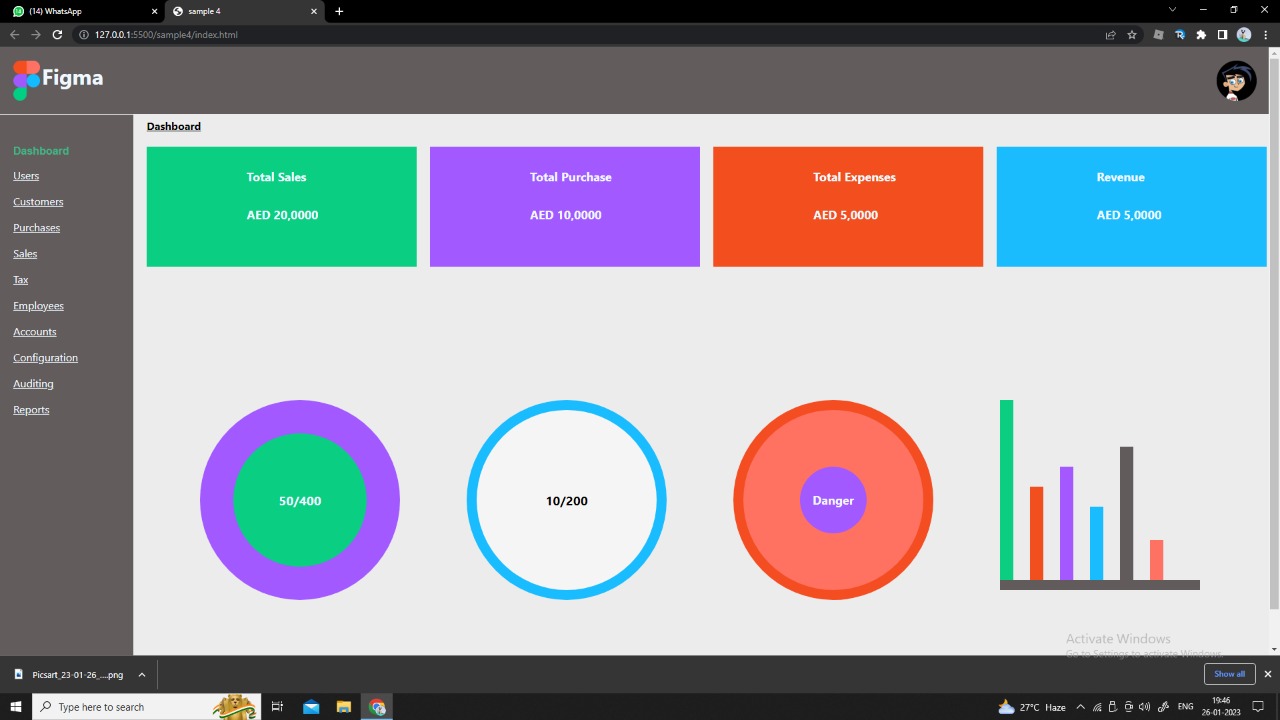 (14) WhatsApp
sample 4
127.0.0.1:5500/sample4/index.html
Figma
Dashboard
Users
Customers
Purchases
Sales
Tax
Employees
Accounts
Configuration
Auditing
Reports
Dashboard
Total Sales
AED 20,0000
Total Purchase
AED 10,0000
Total Expenses
AED 5,0000
Revenue
AED 5,0000
50/400
10/200
Danger
Activate Windows
Go to Settings to activate Windows.
Picsart_23-01-26_....png
Show all
Type here to search
27°C Haze
ENG
19:46
26-01-2023